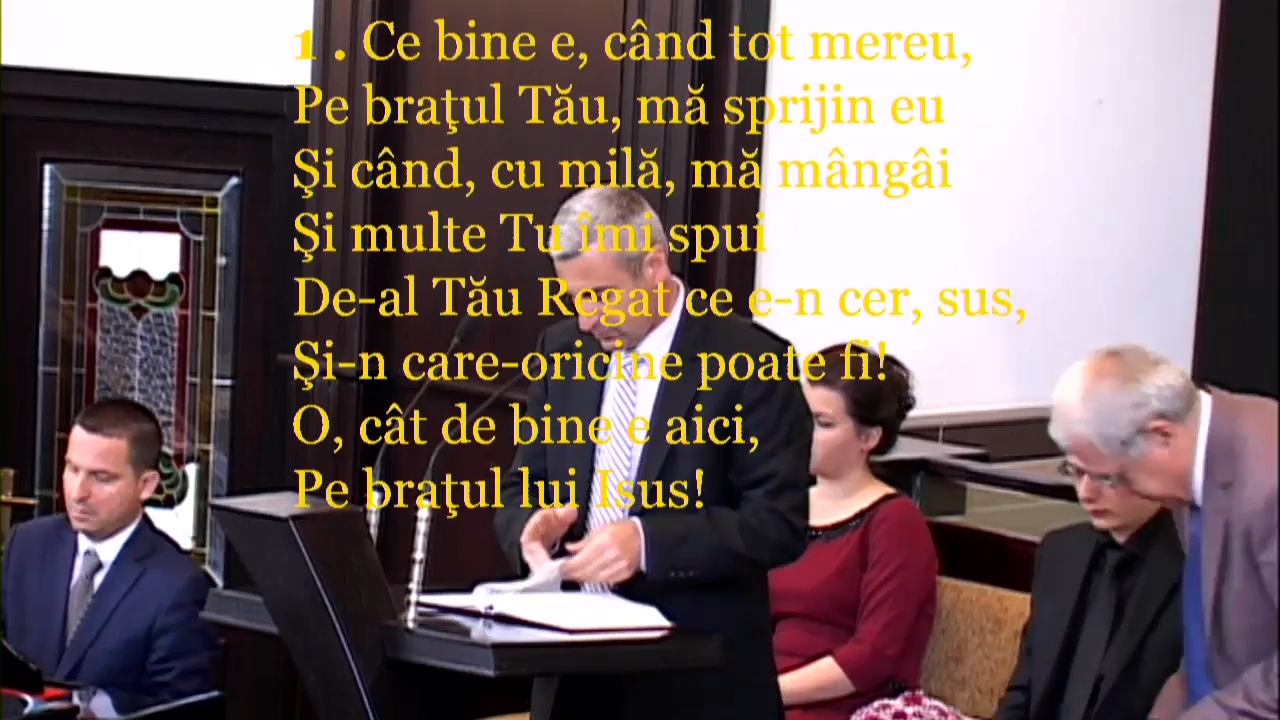 1 . Ce bine e, când tot mereu,
Pe braţul Tău, mă sprijin eu
Şi când, cu milă, mă mângâi
Şi multe Tu îmi spui
De-al Tău Regat ce e-n cer, sus,
Şi-n care-oricine poate fi!
O, cât de bine e aici,
Pe braţul lui Isus!